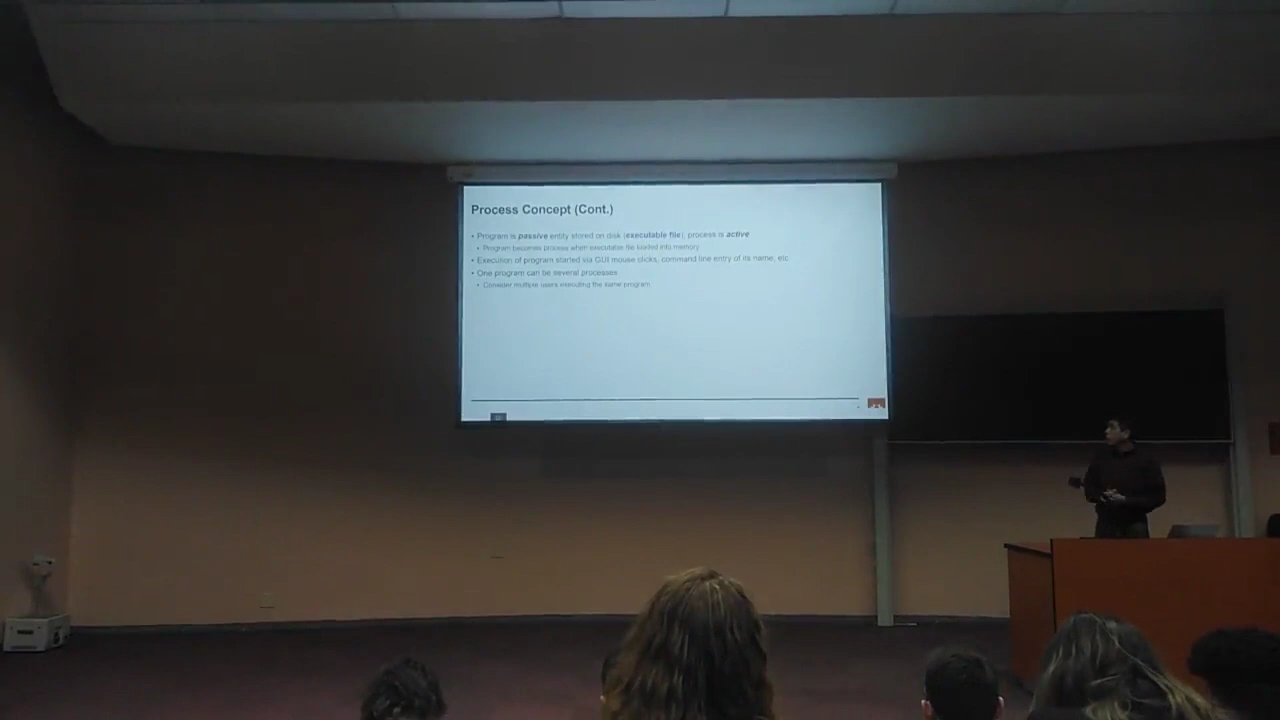 Process Concept (Cont.)
• Program is passive entity stored on disk (executable file), process is active
• Program becomes process when executable file loaded into memory
• Execution of program started via GUI mouse clicks, command line entry of its name, etc
• One program can be several processes
• Consider multiple users executing the same program